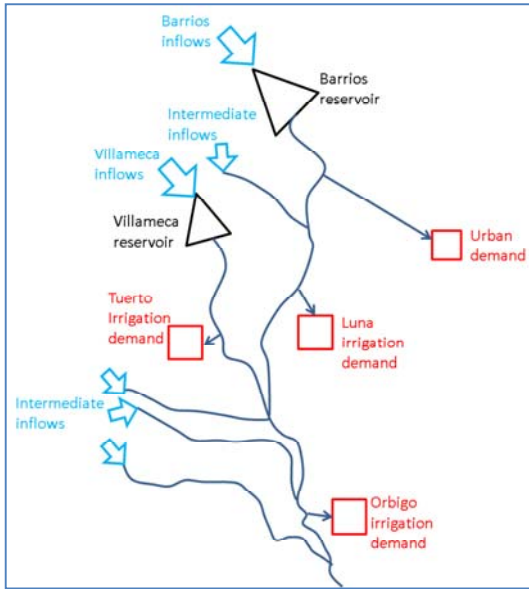 Barrios
inflows
Barrios
reservoir
Intermediate
inflows
Villameca
inflows
Villameca
reservoir
Urban
demand
Tuerto
Irrigation
demand
Luna
irrigation
demand
Intermediate
inflows
Orbigo
irrigation
demand